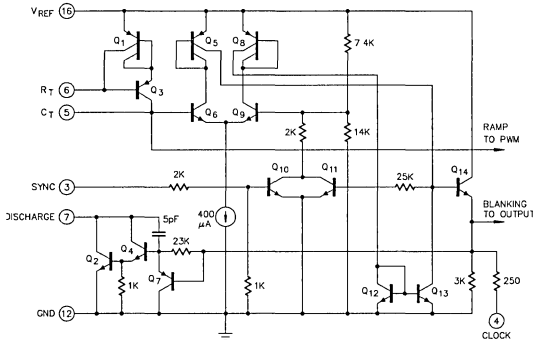 VREF 16
Q1
Q5
Q8
7 4K
RT 6
Q3
CT 5
Q6
Q9
2K
14K
RAMP
TO PWM
Q10
Q11
Q14
SYNC 3
2K
25K
BLANKING
TO OUTPUT
DISCHARGE 7
5pF
400
μA
Q4
23K
Q2
Q7
1K
1K
Q12
Q13
3K
250
GND 12
4
CLOCK